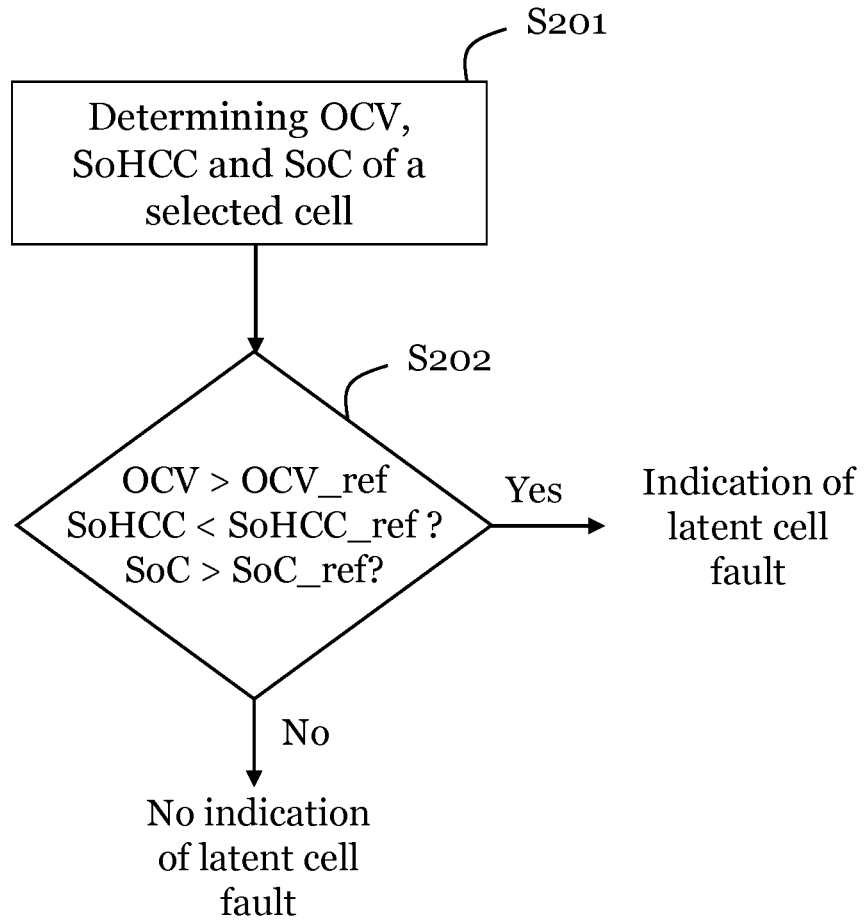 S201
Determining OCV,
SoHCC and SoC of a
selected cell
S202
OCV > OCV_ref
SoHCC < SoHCC_ref ?
SoC > SoC_ref?
Yes
Indication of
latent cell
fault
No
No indication
of latent cell
fault